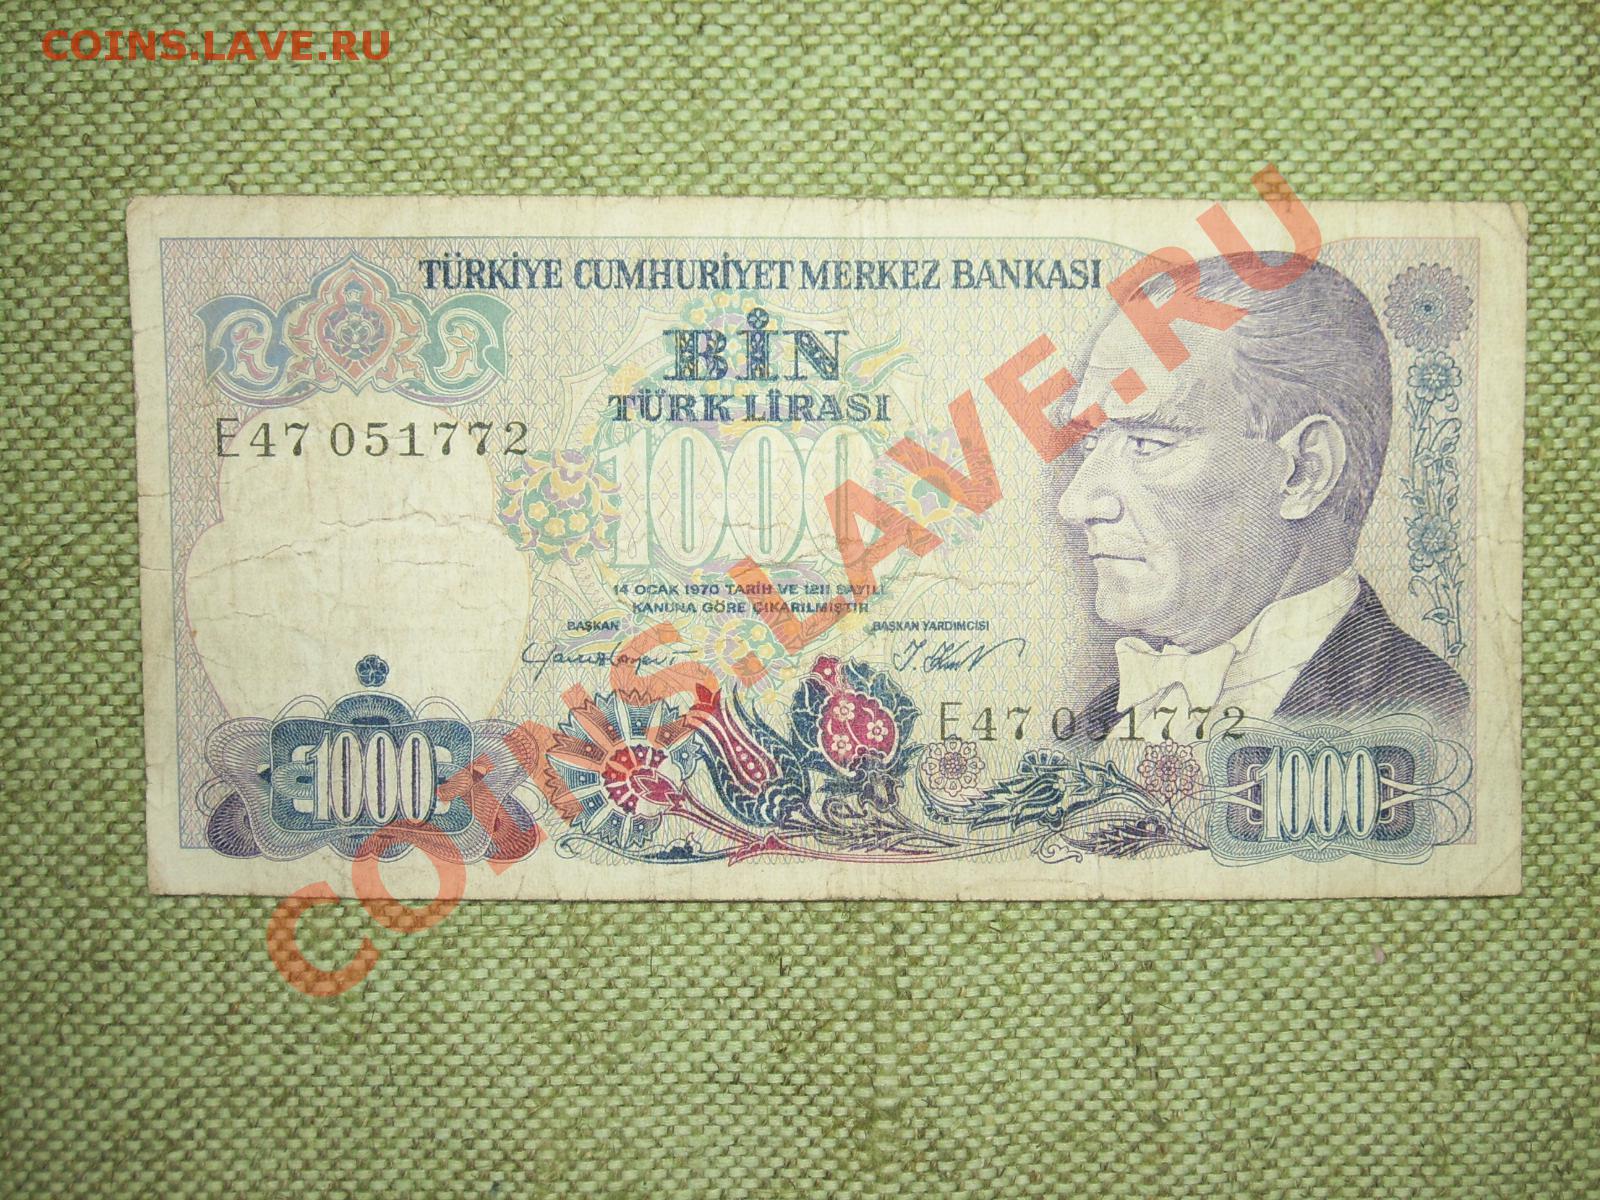 COINS.LAVE.RU
TÜRKİYE CUMHURİYET MERKEZ BANKASI
BİN
TÜRK LİRASI
E47 051772
1000
14 OCAK 1970 TARİH VE 1211 SAYILI
KANUNA GÖRE ÇIKARILMIŞTIR
BAŞKAN BAŞKAN YARDIMCISI
E47 051772
1000 1000
COINS.LAVE.RU